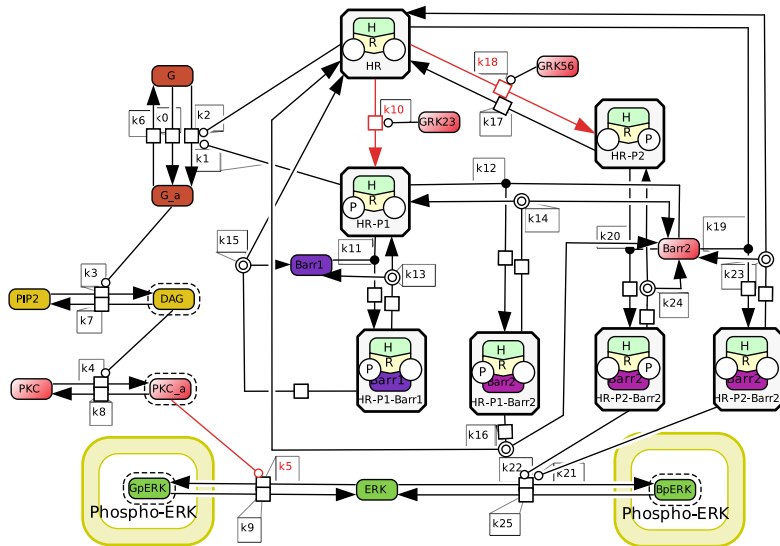 H
R
HR
k18
GRK56
G
k6
k0
k2
k10
GRK23
k17
H
R
P
HR-P2
k1
k12
H
R
P
HR-P1
G_a
k14
k15
k11
k20
k19
Barr2
Barr1
k13
k3
k23
k24
PIP2
DAG
k7
H
R
P
Barr1
HR-P1-Barr1
H
R
P
Barr2
HR-P1-Barr2
H
R
P
Barr2
HR-P2-Barr2
H
R
Barr2
HR-P2-Barr2
k4
PKC
PKC_a
k8
k16
k5
k22
k21
GpERK
ERK
BpERK
Phospho-ERK
Phospho-ERK
k9
k25